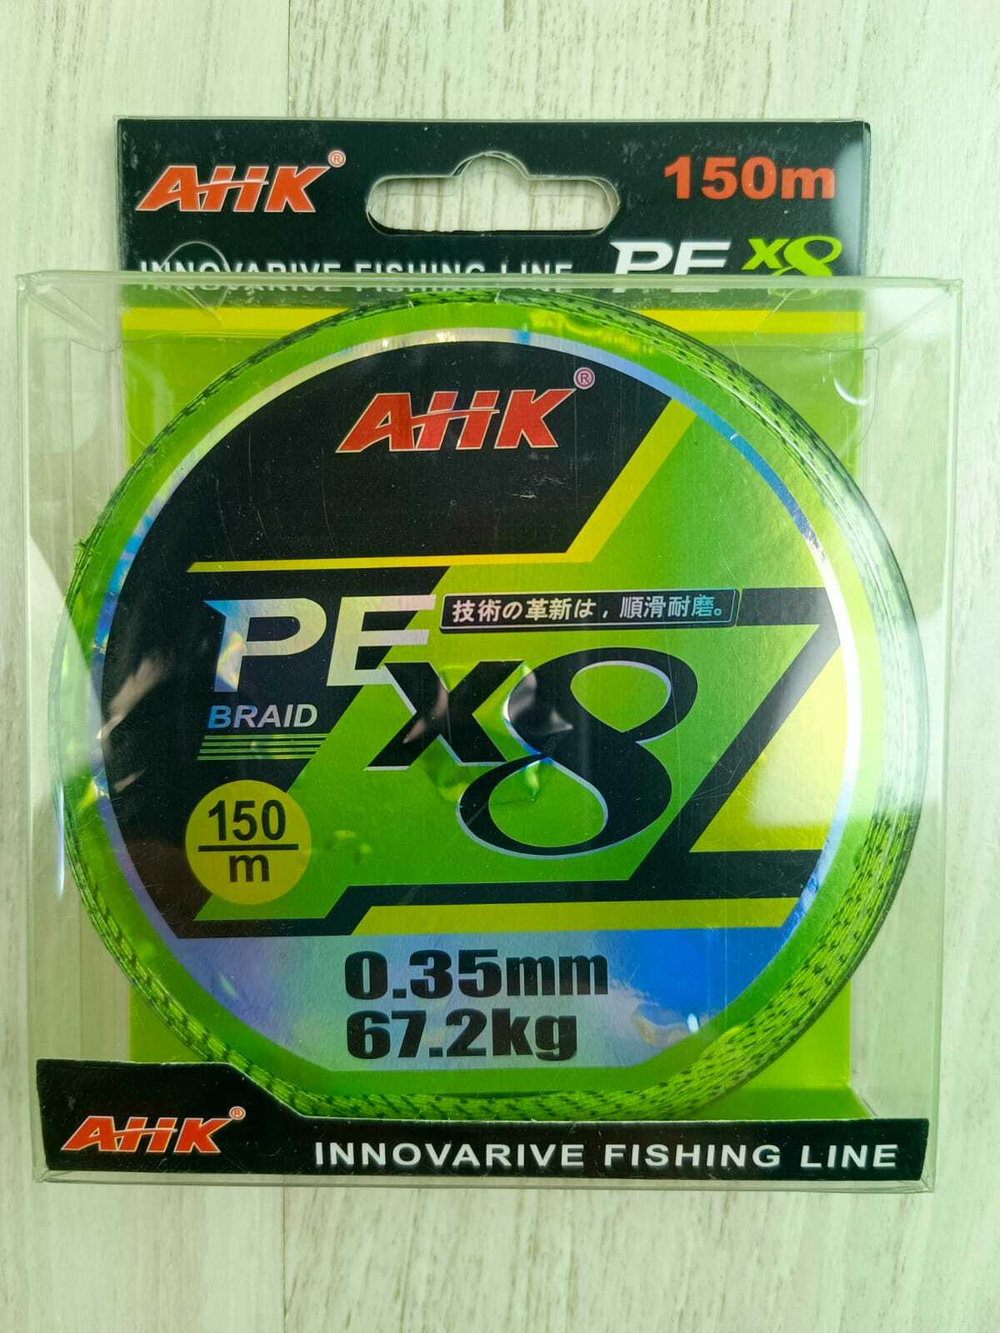 AHK®
150m
INNOVARIVE FISHING LINE
PE X8
AHK®
PE
技術の革新は，順滑耐磨。
X8
BRAID
150
m
0.35mm
67.2kg
AHK®
INNOVARIVE FISHING LINE